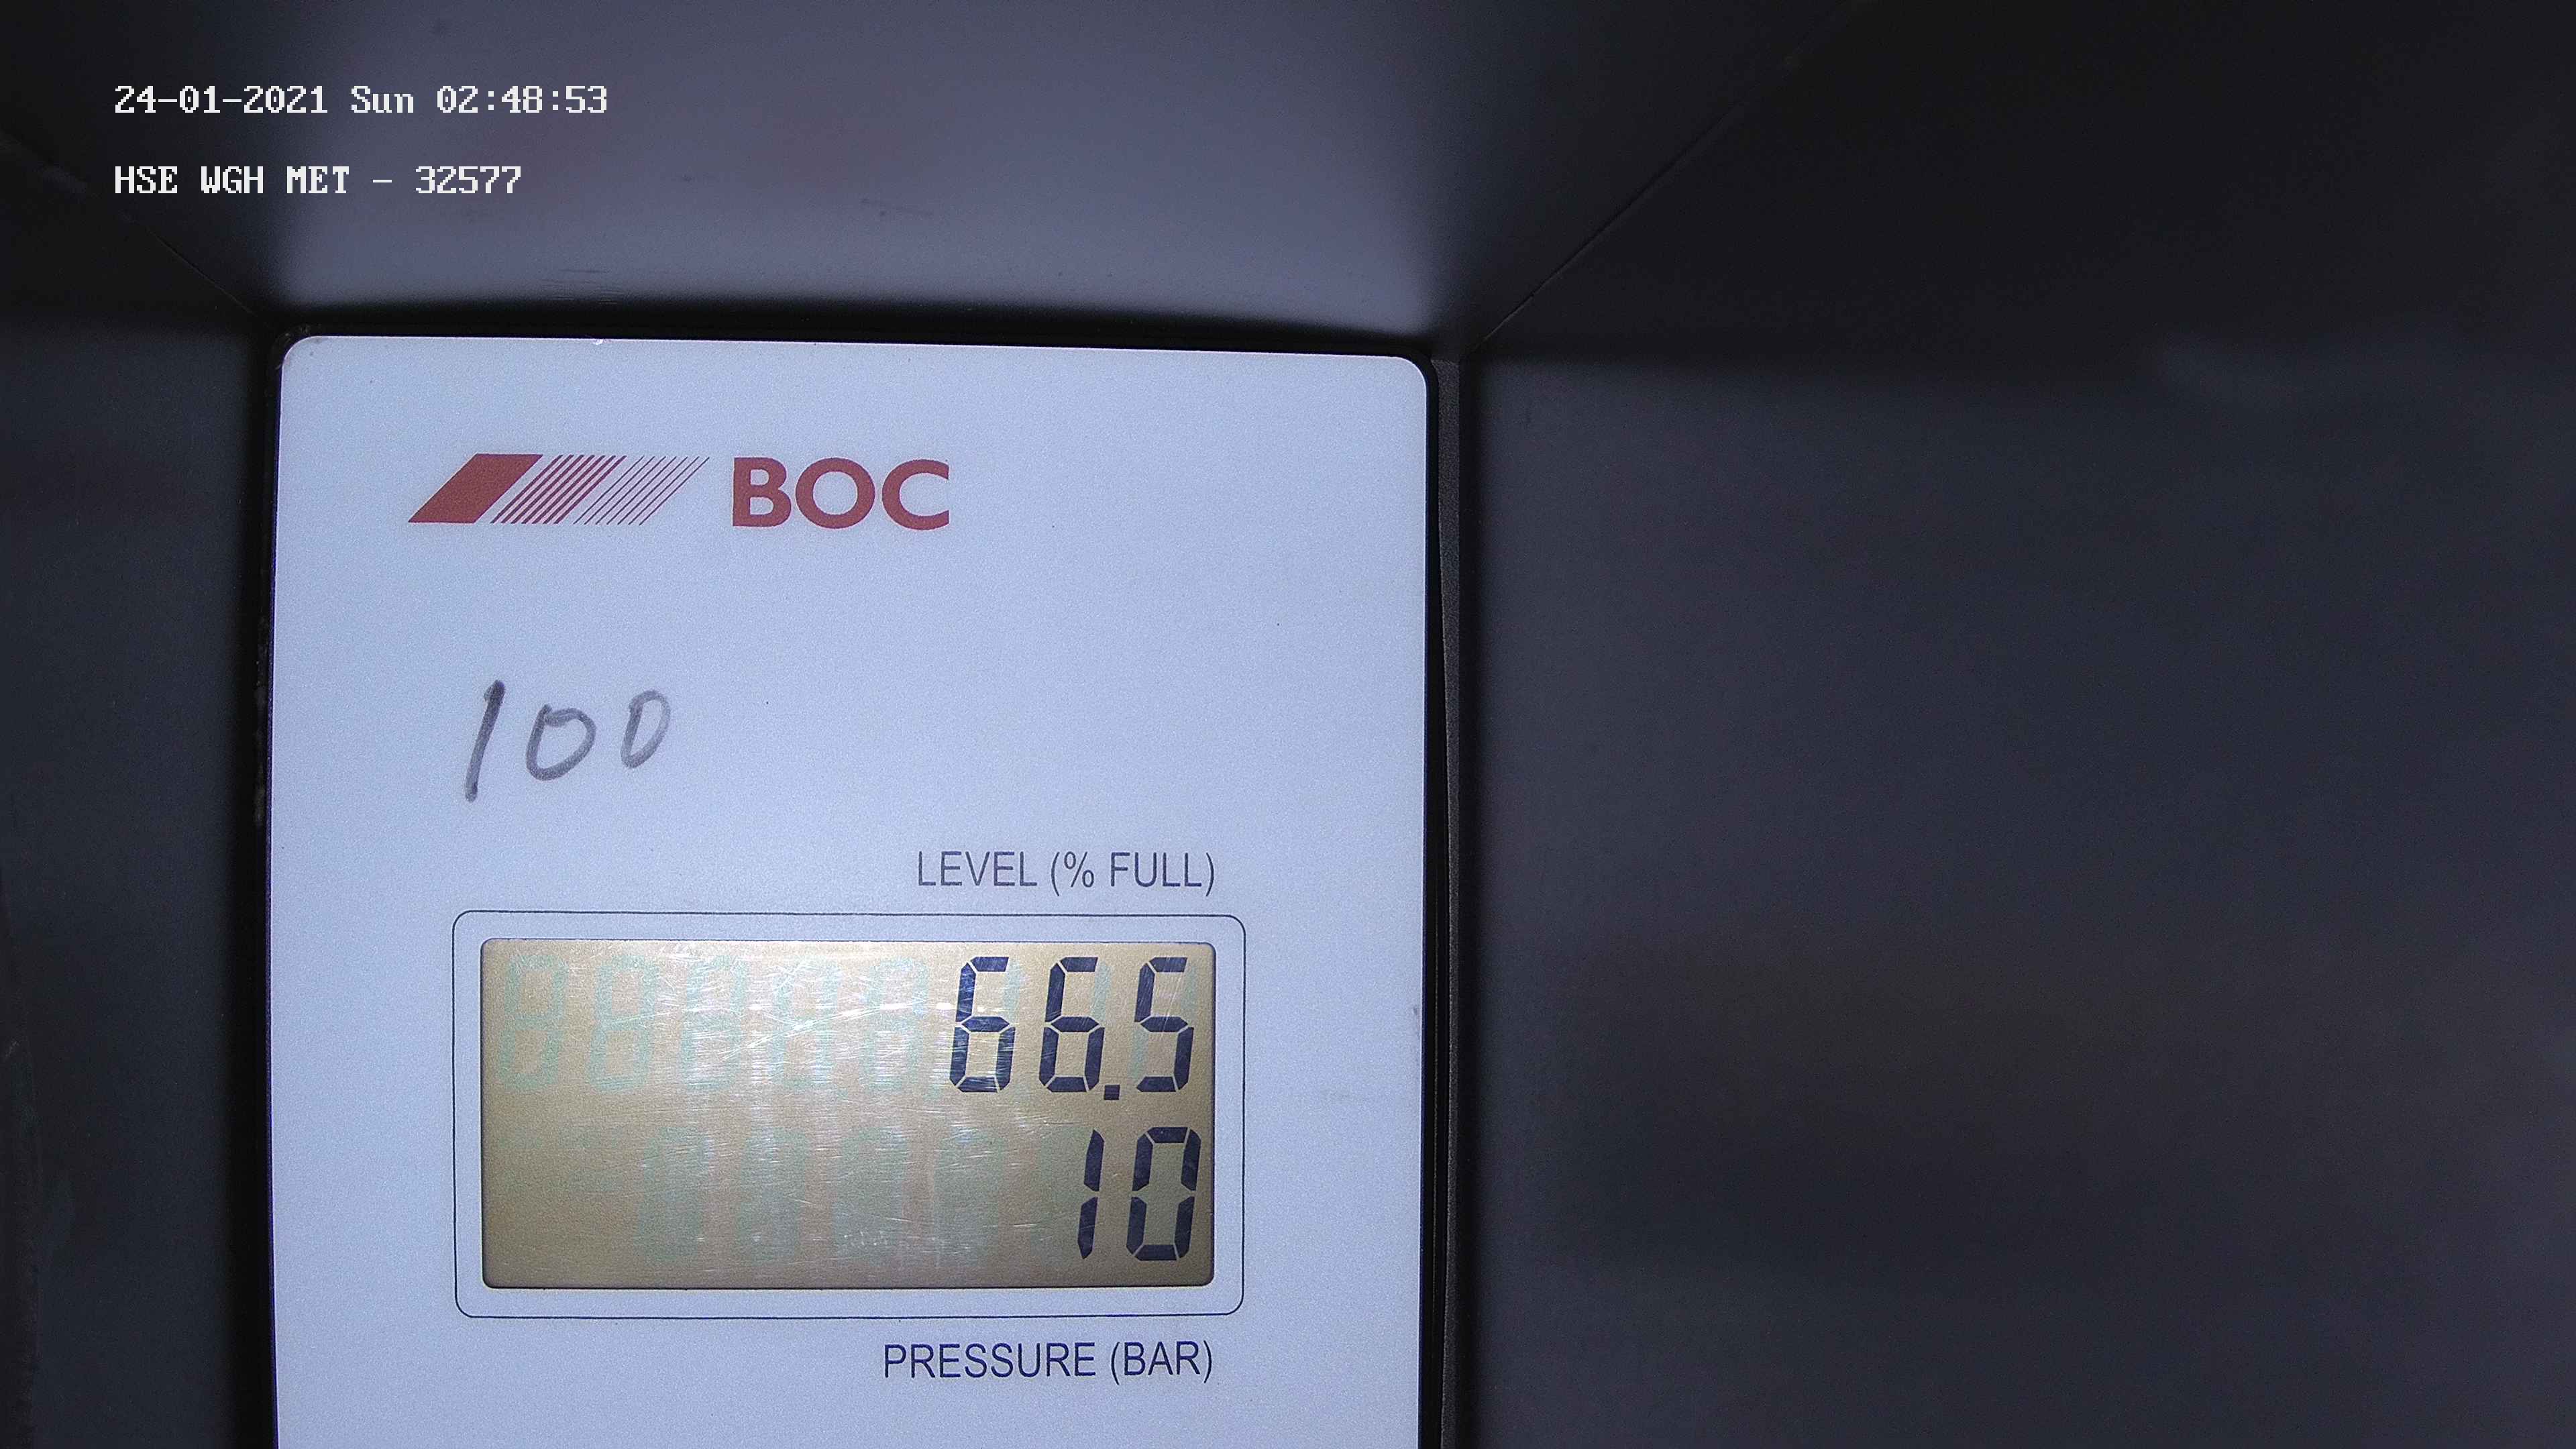 24-01-2021 Sun 02:48:53
HSE WGH MET - 32577
BOC
100
LEVEL (% FULL)
66.5
10
PRESSURE (BAR)